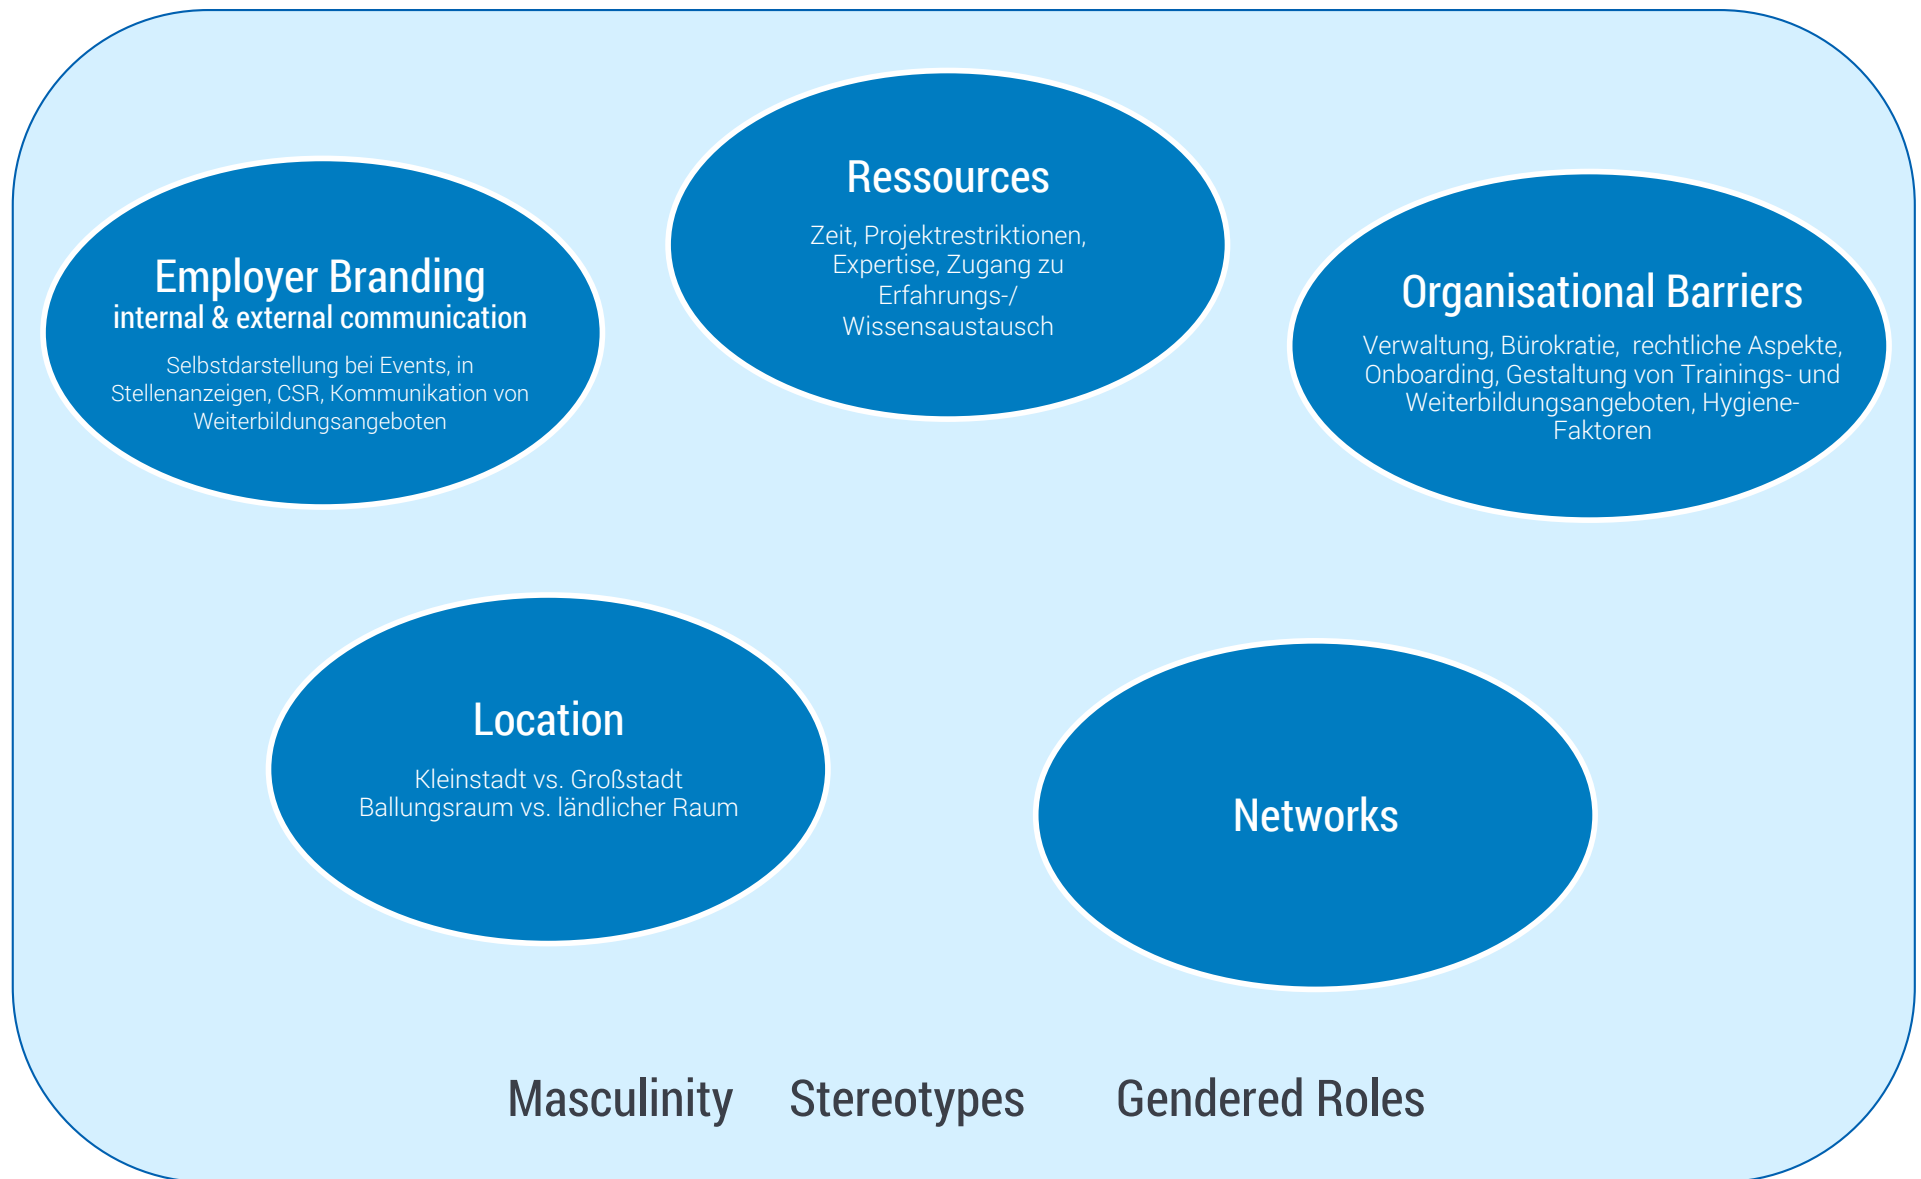 Ressources
Zeit, Projektrestriktionen,
Expertise, Zugang zu
Erfahrungs-/
Wissensaustausch
Employer Branding
internal & external communication
Selbstdarstellung bei Events, in
Stellenanzeigen, CSR, Kommunikation von
Weiterbildungsangeboten
Organisational Barriers
Verwaltung, Bürokratie,  rechtliche Aspekte,
Onboarding, Gestaltung von Trainings- und
Weiterbildungsangeboten, Hygiene-
Faktoren
Location
Kleinstadt vs. Großstadt
Ballungsraum vs. ländlicher Raum
Networks
Masculinity Stereotypes Gendered Roles